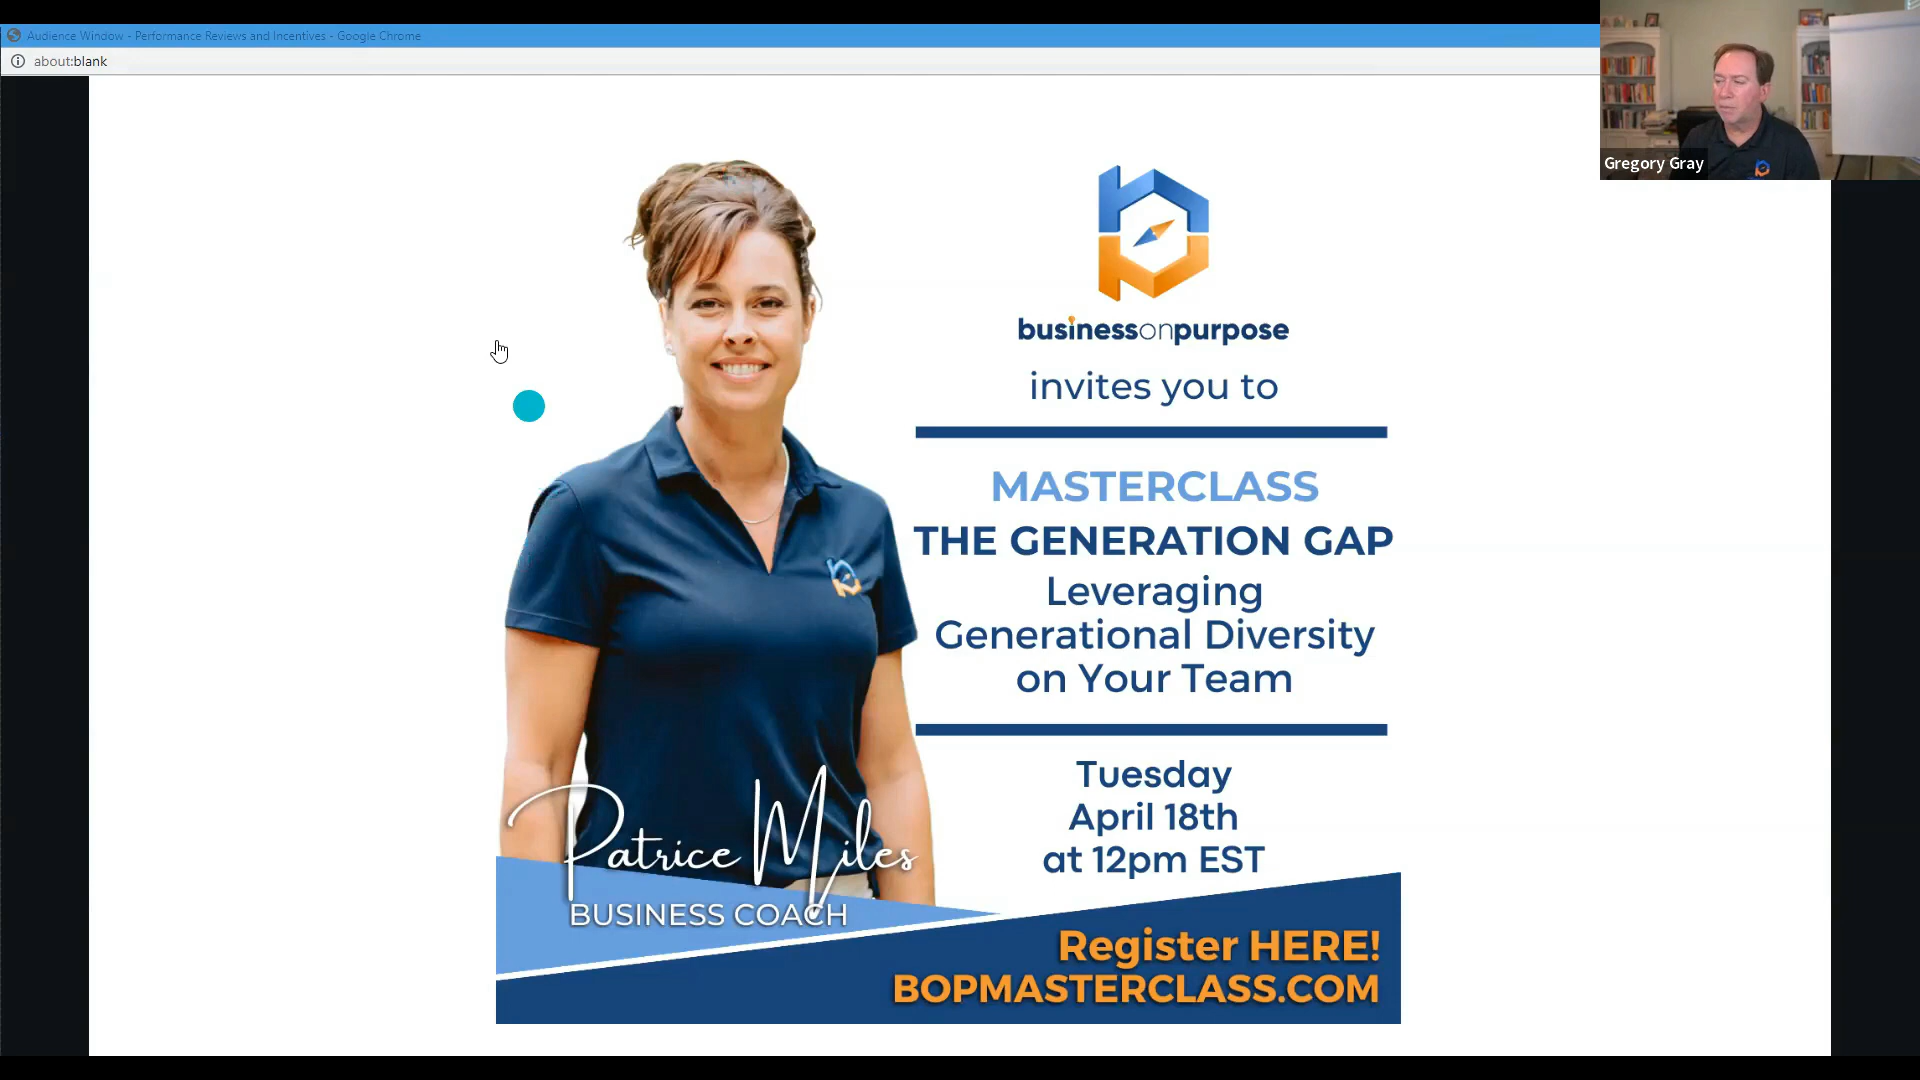 Audience Window - Performance Reviews and Incentives - Google Chrome
about:blank
Gregory Gray
businessonpurpose
invites you to
MASTERCLASS
THE GENERATION GAP
Leveraging
Generational Diversity
on Your Team
Tuesday
April 18th
at 12pm EST
Patrice Miles
BUSINESS COACH
Register HERE!
BOPMASTERCLASS.COM